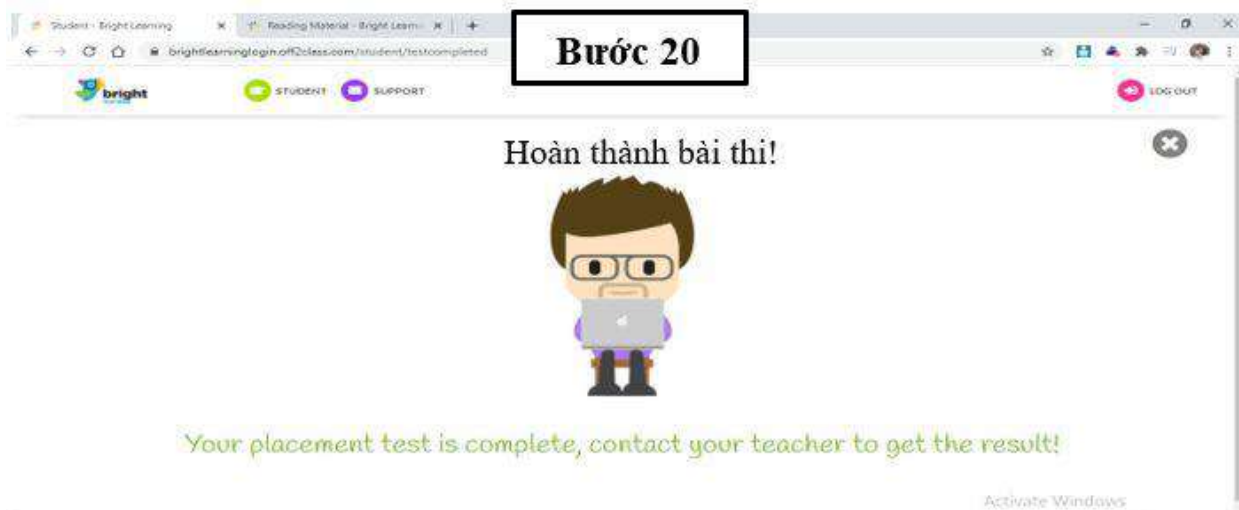 Student - Bright Learning
Reading Material - Bright Learn
Bước 20
brightlearninglogin.off2class.com/student/testcompleted
bright
STUDENT
SUPPORT
LOG OUT
Hoàn thành bài thi!
Your placement test is complete, contact your teacher to get the result!
Activate Windows